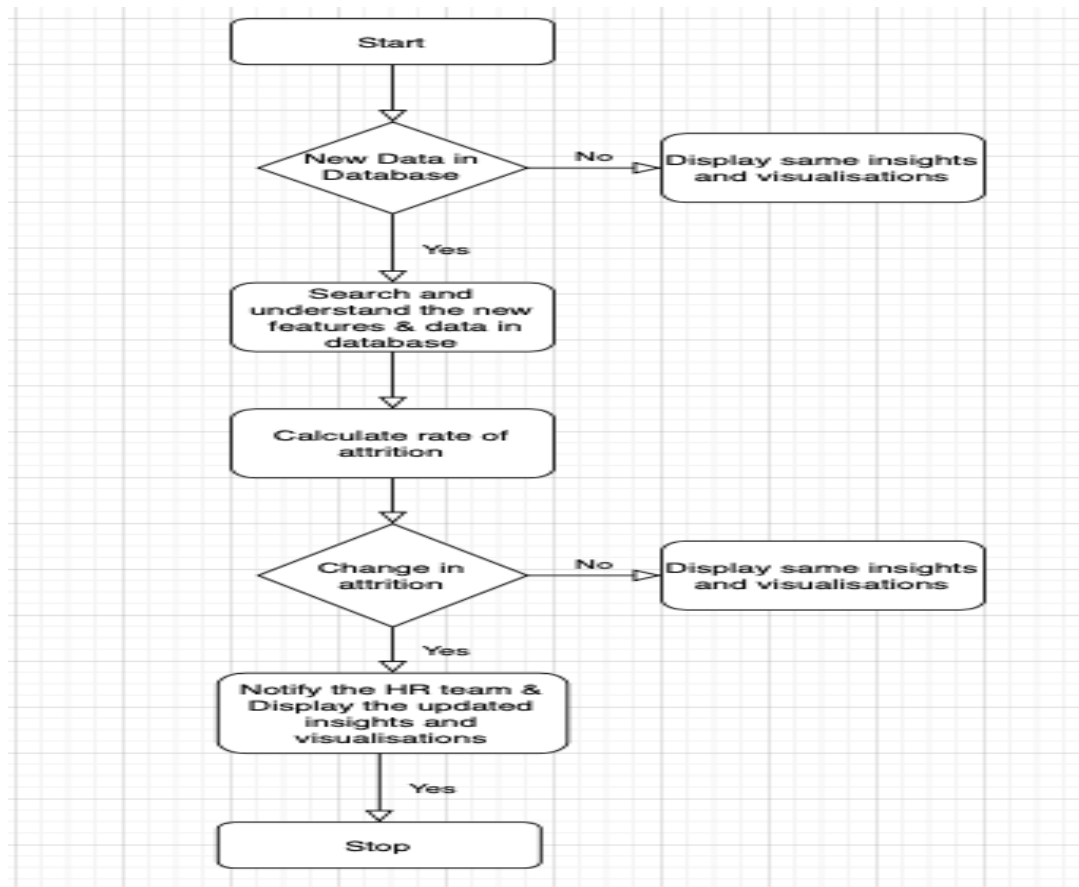 Start
New Data in
Database
No
Display same insights
and visualisations
Yes
Search and
understand the new
features & data in
database
Calculate rate of
attrition
Change in
attrition
No
Display same insights
and visualisations
Yes
Notify the HR team &
Display the updated
insights and
visualisations
Yes
Stop